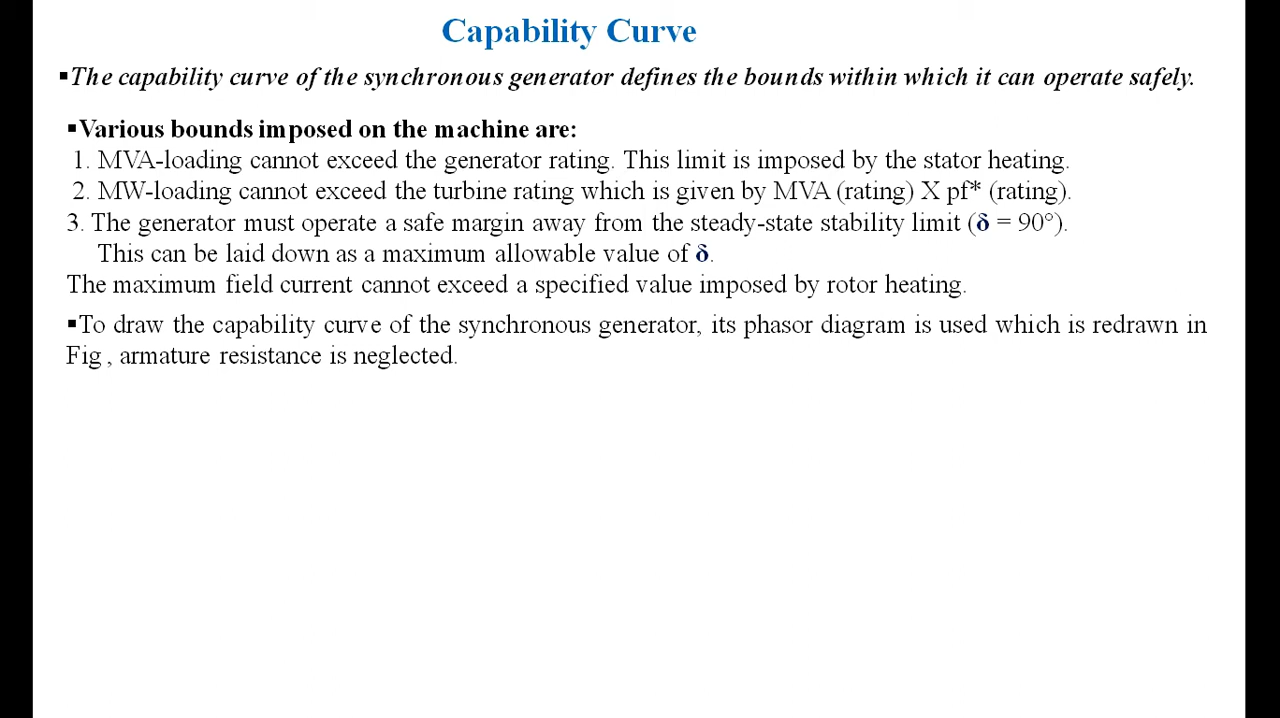 Capability Curve
▪The capability curve of the synchronous generator defines the bounds within which it can operate safely.
▪Various bounds imposed on the machine are:
1. MVA-loading cannot exceed the generator rating. This limit is imposed by the stator heating.
2. MW-loading cannot exceed the turbine rating which is given by MVA (rating) X pf* (rating).
3. The generator must operate a safe margin away from the steady-state stability limit (δ = 90°).
This can be laid down as a maximum allowable value of δ.
The maximum field current cannot exceed a specified value imposed by rotor heating.
▪To draw the capability curve of the synchronous generator, its phasor diagram is used which is redrawn in
Fig , armature resistance is neglected.